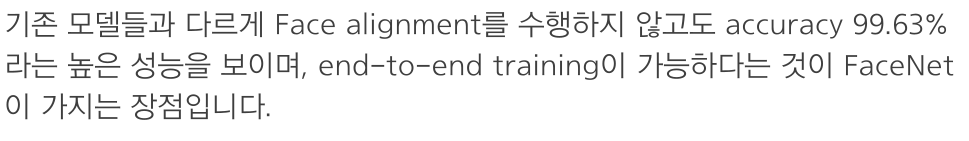 기존 모델들과 다르게 Face alignment를 수행하지 않고도 accuracy 99.63%
라는 높은 성능을 보이며, end-to-end training이 가능하다는 것이 FaceNet
이 가지는 장점입니다.